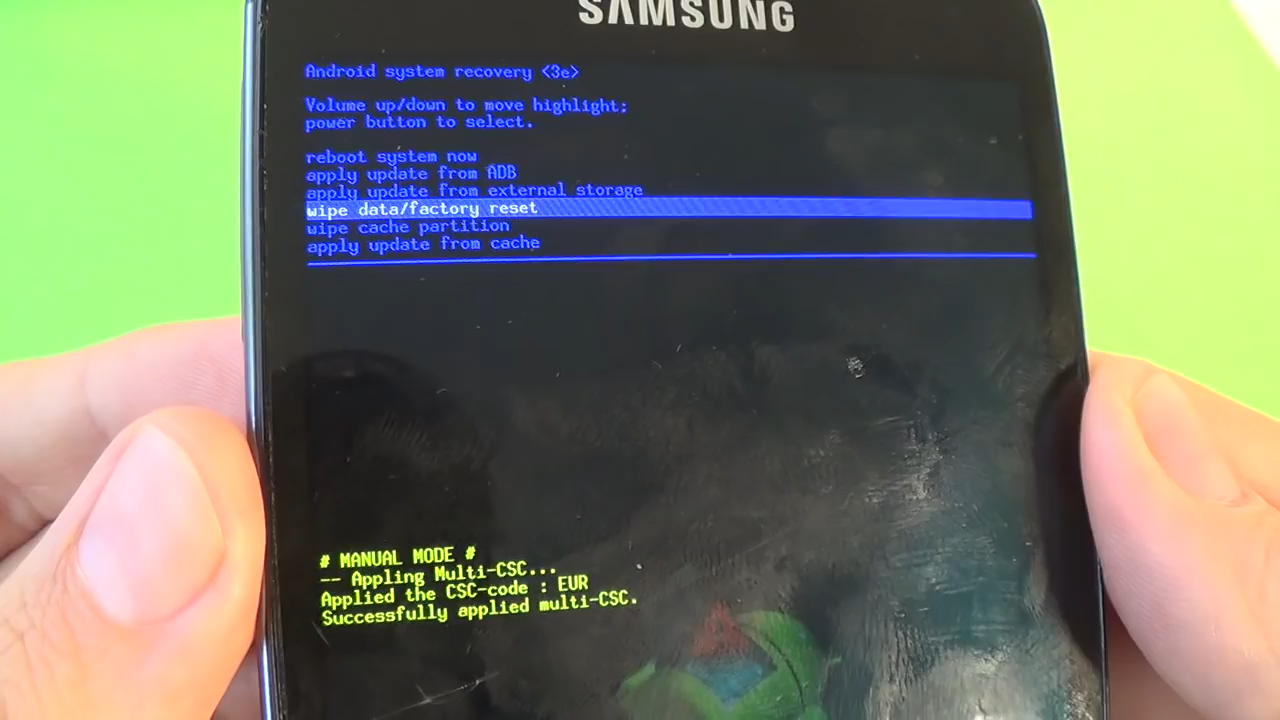 SAMSUNG
Android system recovery <3e>
Volume up/down to move highlight;
power button to select.
reboot system now
apply update from ADB
apply update from external storage
wipe data/factory reset
wipe cache partition
apply update from cache
# MANUAL MODE #
-- Appling Multi-CSC...
Applied the CSC-code : EUR
Successfully applied multi-CSC.